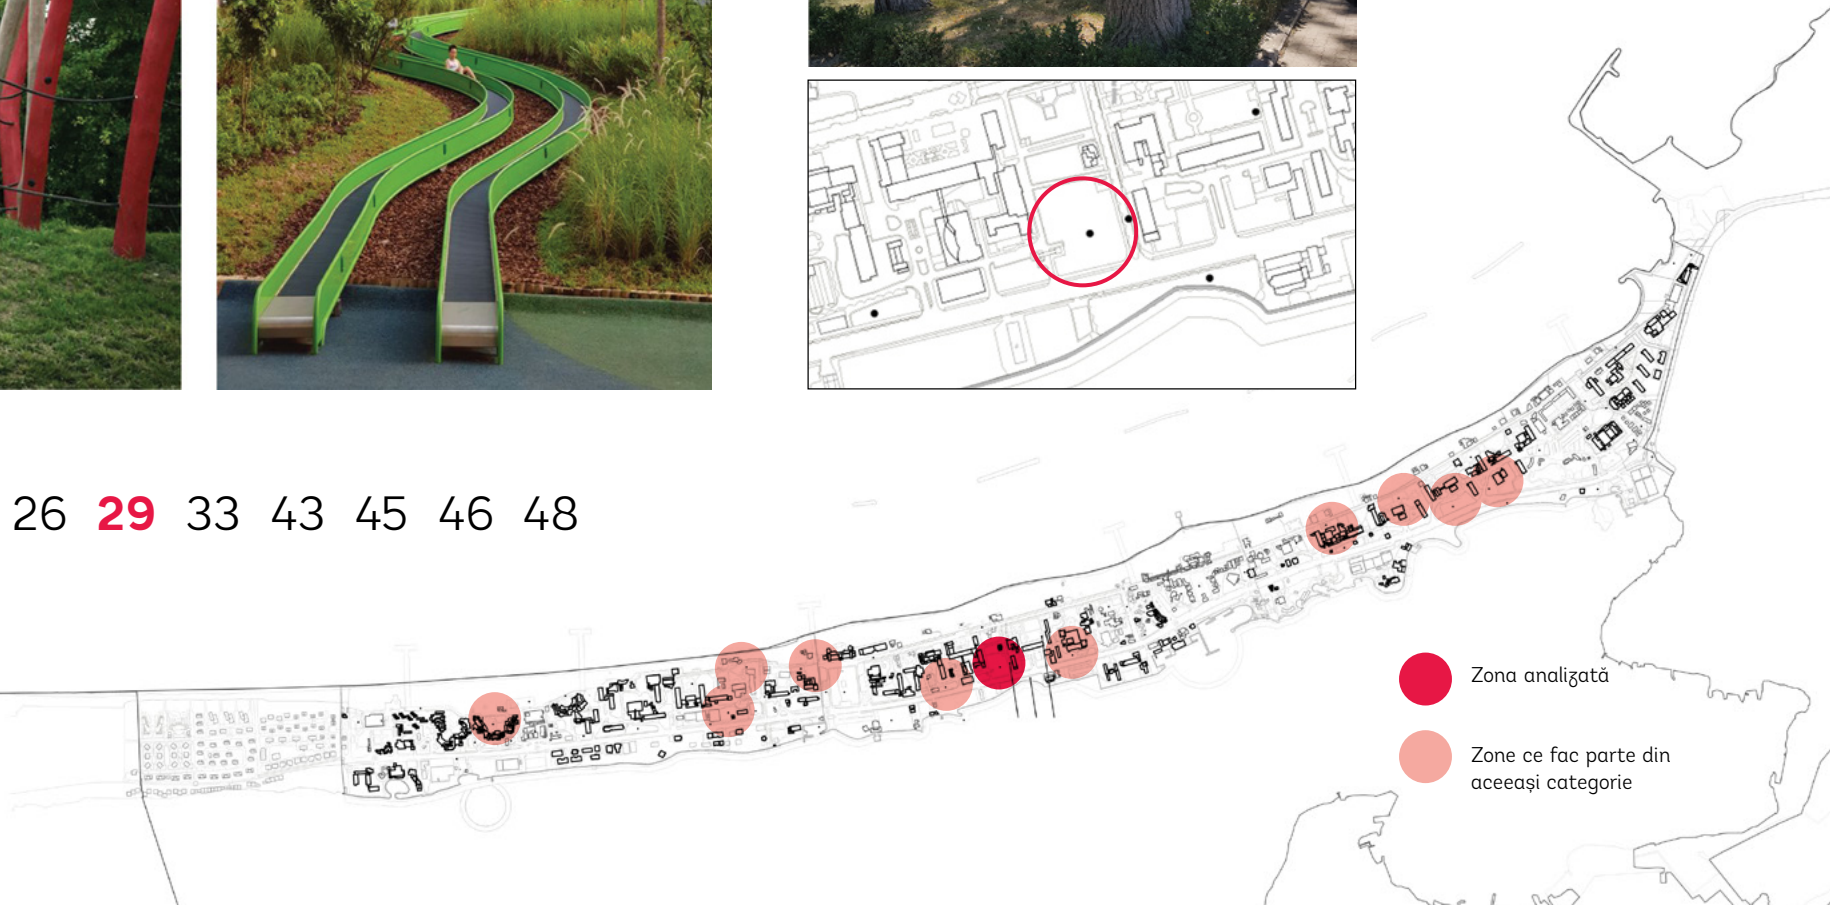 26 29 33 43 45 46 48
Zona analizată
Zone ce fac parte din
aceeași categorie